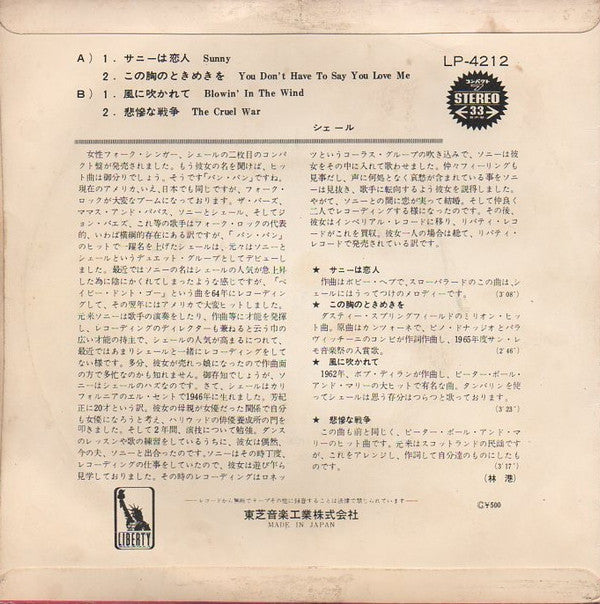 A) 1. サニーは恋人 Sunny
2. この胸のときめきを You Don't Have To Say You Love Me
B) 1. 風に吹かれて Blowin' In The Wind
2. 悲惨な戦争 The Cruel War
LP-4212
コンパクト
STEREO
33
シェール
女性フォーク・シンガー、シェールの二枚目のコンパ
クト盤が発売されました。もう彼女の名を聞けば、ヒッ
ト曲は御分りでしょう。そうです「バン・バン」ですね。
現在のアメリカ、いえ、日本でも同じですが、フォーク・
ロックが大変なブームになっております。ザ・バーズ、
ママス・アンド・パパス、ソニーとシェール、そしてジ
ョン・バエズ、これ等の歌手はフォーク・ロックの代表
的、いわば横綱的存在にある訳ですが、「バン・バン」
のヒットで一躍名を上げたシェールは、元々はソニーと
シェールというデュエット・グループとしてデビューし
ました。最近ではソニーの名はシェールの人気が急上昇
した為に陰にかくれてしまったような感じですが、「ベ
イビー・ドント・ゴー」という曲を64年にレコーディン
グして、その翌年にはアメリカで大変ヒットしました。
元来ソニーは歌手の演奏をしたり、作曲等に才能を発揮
し、レコーディングのディレクターも兼ねると云う巾の
広い才能の持主で、シェールの人気が高まるにつれて、
最近ではあまりシェールと一緒にレコーディングをして
ない様です。多分、彼女が売れっ娘になったので作曲面
の方で多忙なのかも知れません。御存知でしょうが、ソ
ニーはシェールのハズなのです。さて、シェールはカリ
フォルニアのエル・セントで1946年に生れました。芳紀
正に20才という訳。彼女の母親が女優だった関係で自分
も女優になろうと考え、ハリウッドの俳優養成所の門を
叩きました。そして2年間、演技について勉強。ダンス
のレッスンや歌の練習をしているうちに、彼女は偶然、
今の夫、ソニーと出合ったのです。ソニーはその時丁度、
レコーディングの仕事をしていたので、彼女は遊び乍ら
見学しておりました。その時のレコーディングはロネッ
ツというコーラス・グループの吹き込みで、ソニーは彼
女をその中に入れて歌わせました。仲々フィーリングも
見事だし、声に何処となく哀愁が含まれている事をソニ
ーは見抜き、歌手に転向するよう彼女を説得しました。
やがて、ソニーとの間に恋が実って結婚。そして仲良く
二人でレコーディングする様になったのです。その後、
彼女はインペリアル・レコードに移り、リバティ・レコ
ードがこれを買収、彼女一人の場合は総て、リバティ・
レコードで発売されている訳です。
★ サニーは恋人
作曲はボビー・ヘブで、スローバラードのこの曲は、シ
ェールにはうってつけのメロディーです。 (3′08″)
★ この胸のときめきを
ダスティー・スプリングフィールドのミリオン・ヒッ
ト曲。原曲はカンツォーネで、ピノ・ドナッジオとパラ
ヴィッチーニのコンビが作詞作曲し、1965年度サン・レ
モ音楽祭の入賞歌。 (2′46″)
★ 風に吹かれて
1962年、ボブ・ディランが作詞作曲し、ピーター・ポール・
アンド・マリーの大ヒットで有名な曲。タンバリンを使
ってシェールは思う存分はつらつと歌っております。
(3′23″)
★ 悲惨な戦争
この曲も前と同じく、ピーター・ポール・アンド・マ
リーのヒット曲です。元来はスコットランドの民謡です
が、これをアレンジし、作詞して自分達のものにしたも
のです。 (3′17″)
(林 港)
LIBERTY
レコードから無断でテープその他に録音することは法律で禁じられています
東芝音楽工業株式会社
MADE IN JAPAN
Ⓒ¥500